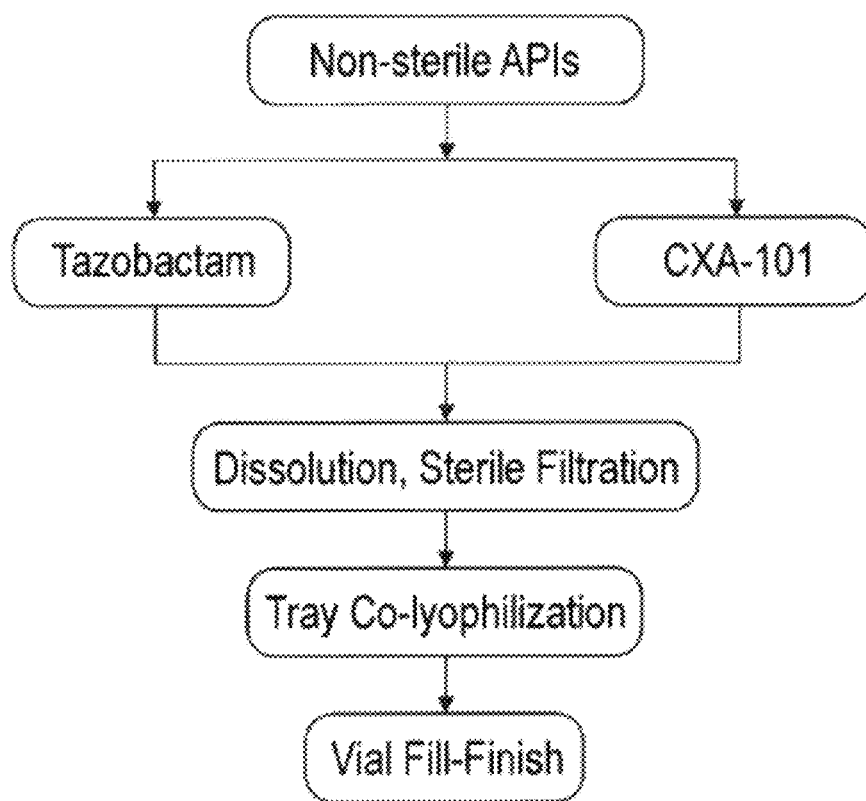 Non-sterile APIs
Tazobactam
CXA-101
Dissolution, Sterile Filtration
Tray Co-lyophilization
Vial Fill-Finish